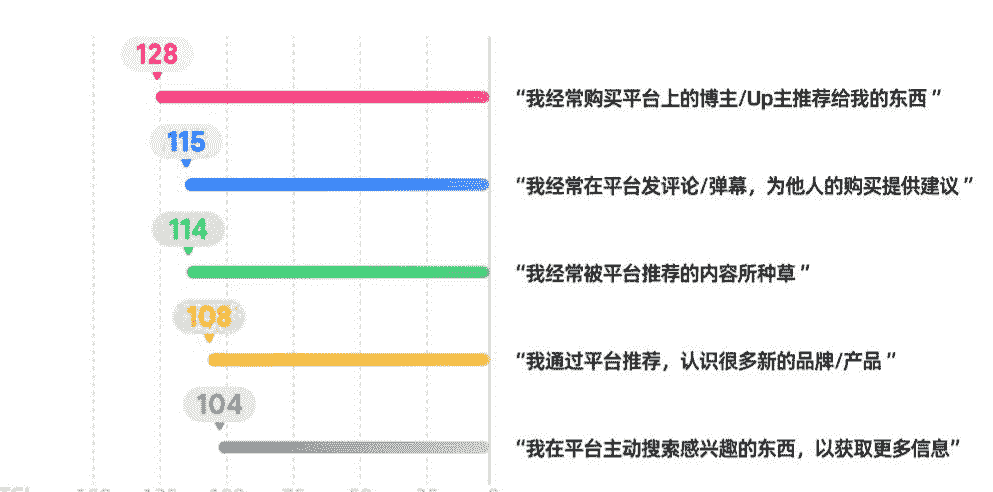 128
“我经常购买平台上的博主/Up主推荐给我的东西”
115
“我经常在平台发评论/弹幕，为他人的购买提供建议”
114
“我经常被平台推荐的内容所种草”
108
“我通过平台推荐，认识很多新的品牌/产品”
104
“我在平台主动搜索感兴趣的东西，以获取更多信息”